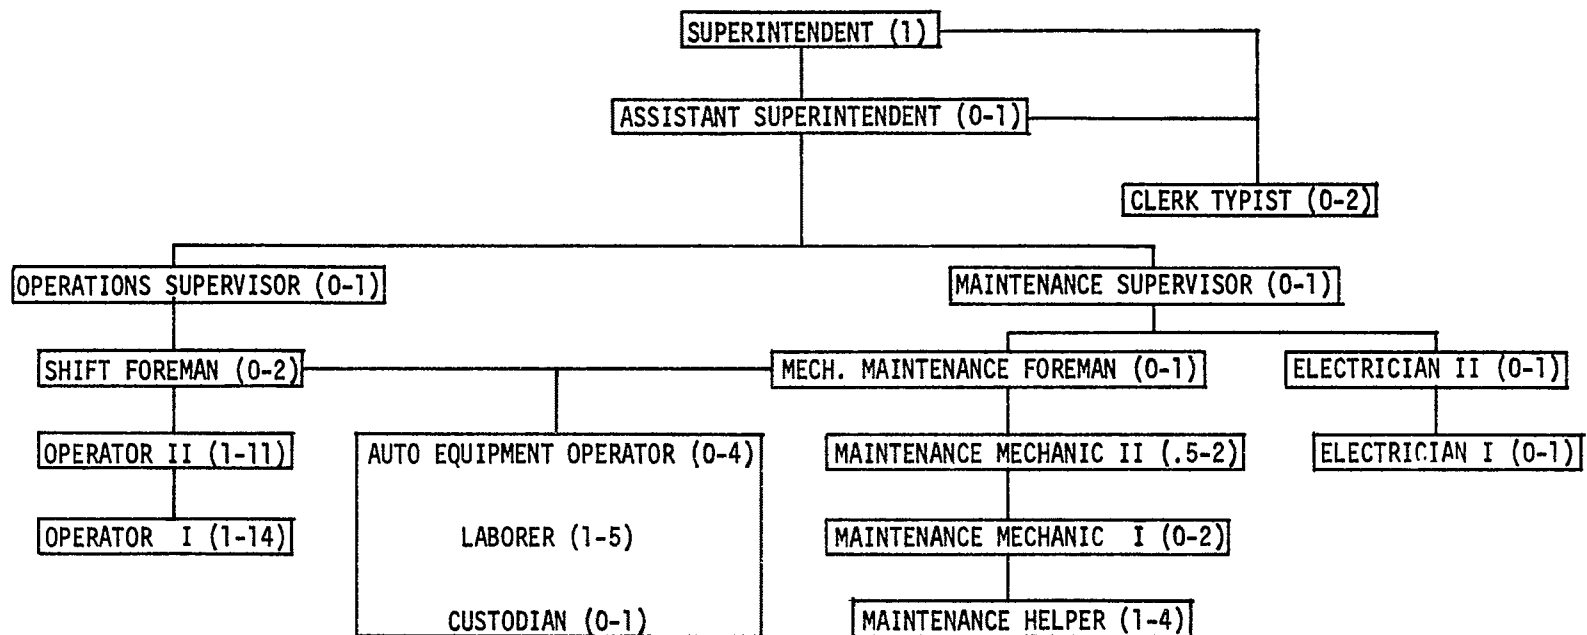 SUPERINTENDENT (1)
ASSISTANT SUPERINTENDENT (0-1)
CLERK TYPIST (0-2)
OPERATIONS SUPERVISOR (0-1)
MAINTENANCE SUPERVISOR (0-1)
SHIFT FOREMAN (0-2)
MECH. MAINTENANCE FOREMAN (0-1)
ELECTRICIAN II (0-1)
OPERATOR II (1-11)
AUTO EQUIPMENT OPERATOR (0-4)
MAINTENANCE MECHANIC II (.5-2)
ELECTRICIAN I (0-1)
OPERATOR I (1-14)
LABORER (1-5)
MAINTENANCE MECHANIC I (0-2)
CUSTODIAN (0-1)
MAINTENANCE HELPER (1-4)